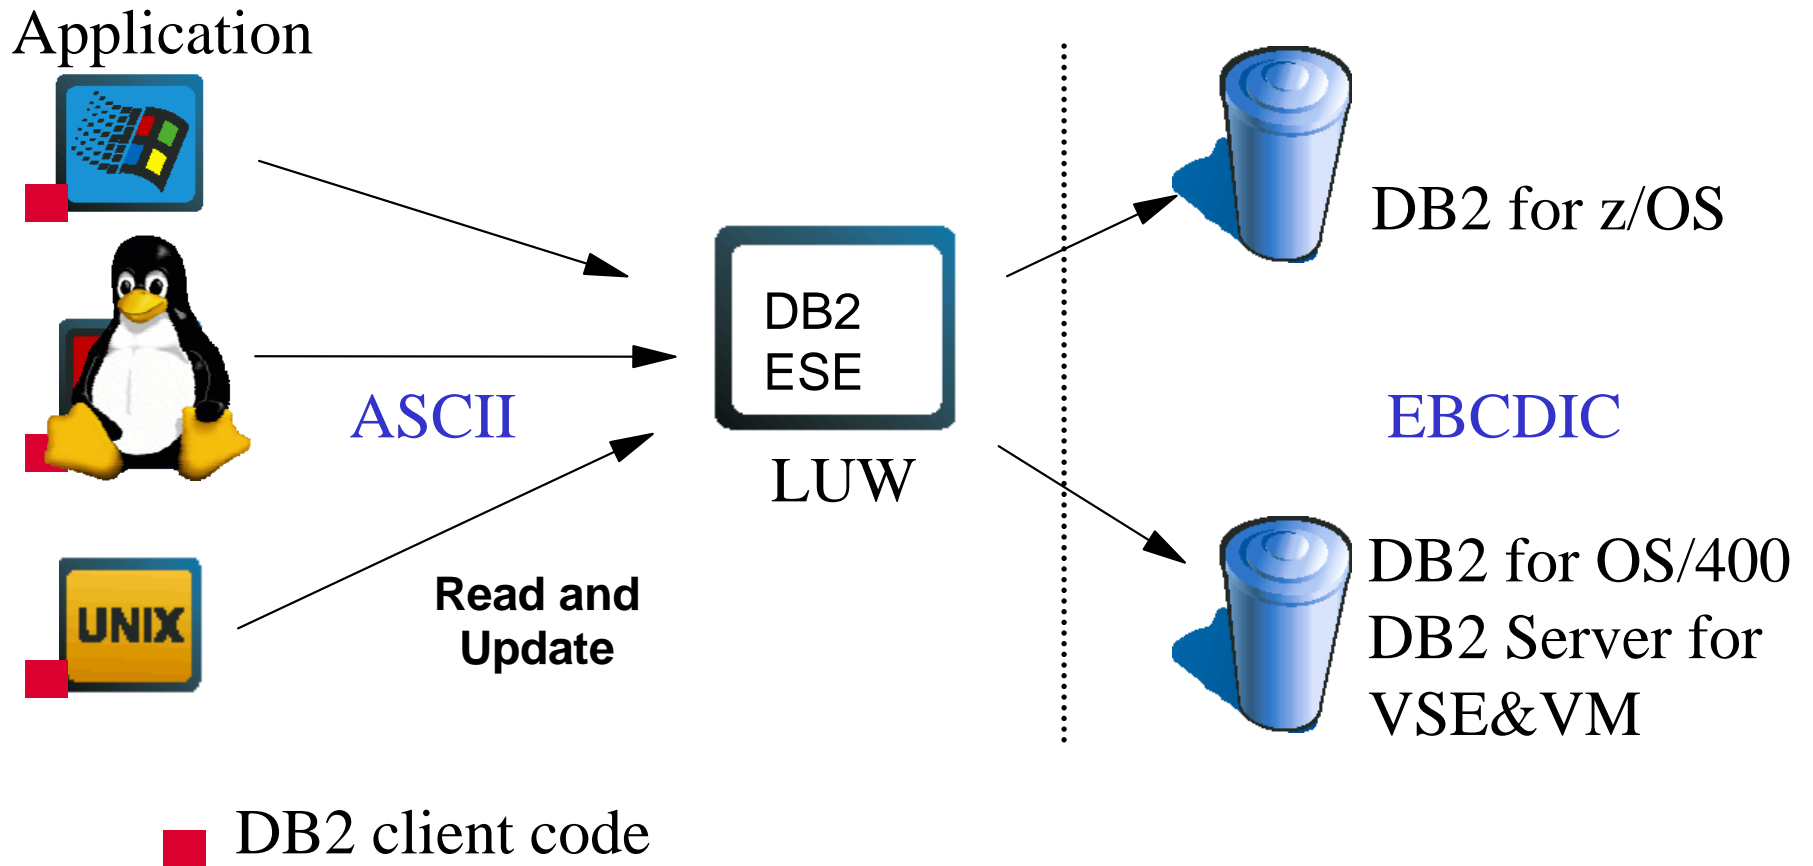 Application
DB2 for z/OS
DB2
ESE
ASCII
EBCDIC
LUW
UNIX
Read and
Update
DB2 for OS/400
DB2 Server for
VSE&VM
DB2 client code